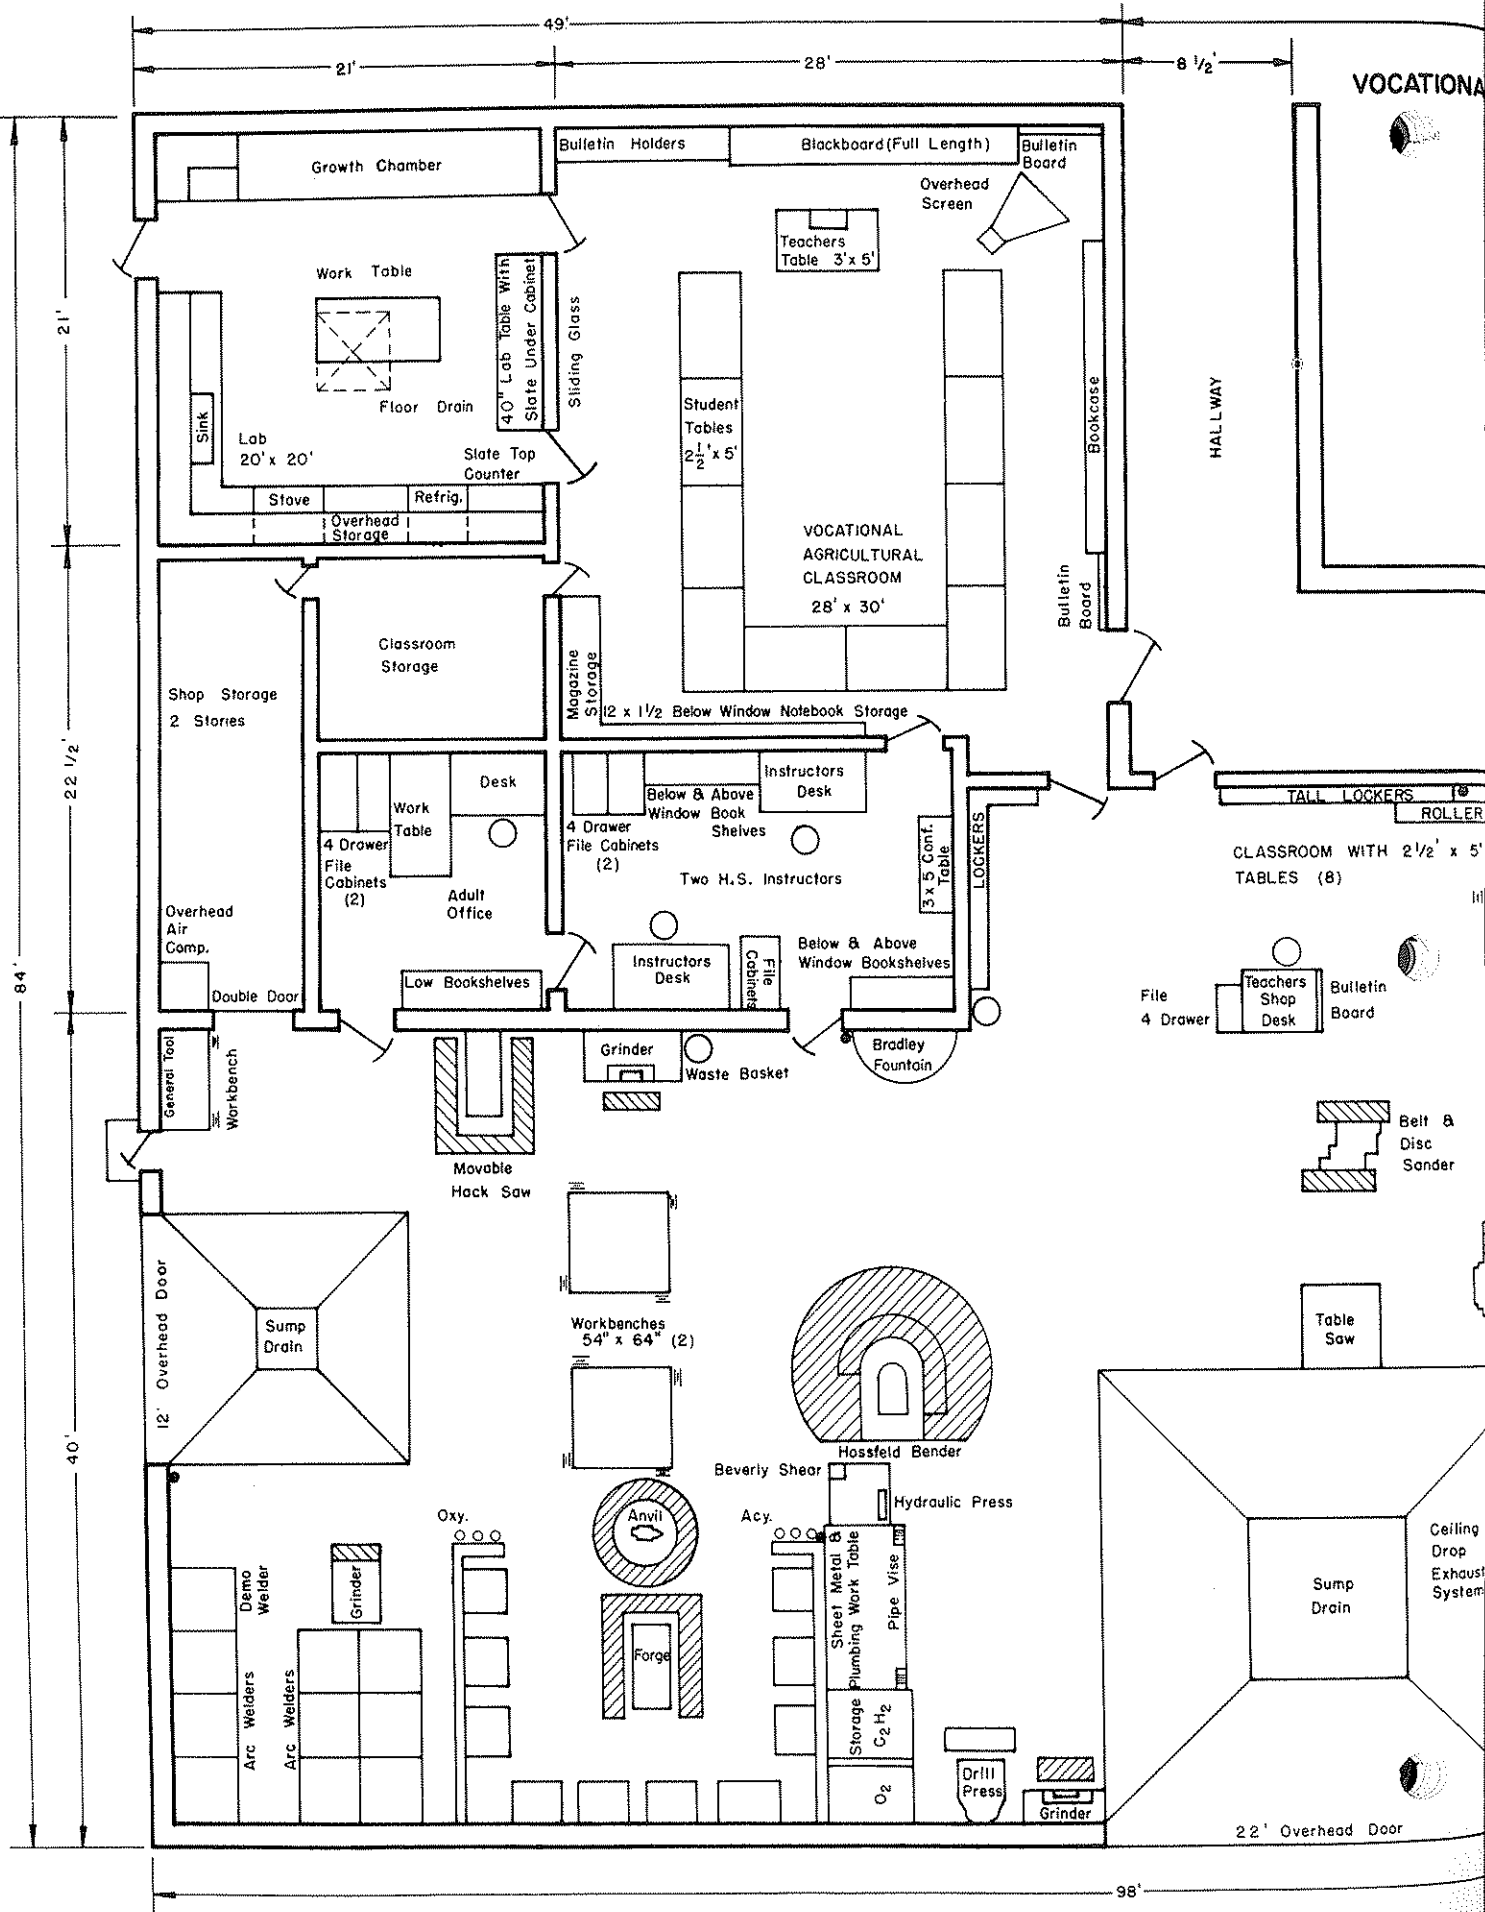 49'
21'
28'
8 1/2'
VOCATIONA
Growth Chamber
Bulletin Holders
Blackboard (Full Length)
Bulletin
Board
Overhead
Screen
Teachers
Table 3' x 5'
Work Table
40" Lab Table With
Slate Under Cabinet
Sliding Glass
21'
Floor Drain
Sink
Lab
20' x 20'
Slate Top
Counter
Stove
Refrig.
Overhead
Storage
Student
Tables
2 1/2' x 5'
Bookcase
HALLWAY
VOCATIONAL
AGRICULTURAL
CLASSROOM
28' x 30'
Bulletin
Board
Classroom
Storage
Magazine
Storage
Shop Storage
2 Stories
12 x 1 1/2 Below Window Notebook Storage
22 1/2'
84'
Desk
Work
Table
4 Drawer
File
Cabinets
(2)
Adult
Office
Below & Above
Window Book
Shelves
Instructors
Desk
4 Drawer
File Cabinets
(2)
Two H.S. Instructors
3 x 5 Conf.
Table
LOCKERS
TALL LOCKERS
ROLLER
CLASSROOM WITH 2 1/2' x 5'
TABLES (8)
Overhead
Air
Comp.
Double Door
Low Bookshelves
Instructors
Desk
File
Cabinets
Below & Above
Window Bookshelves
File
4 Drawer
Teachers
Shop
Desk
Bulletin
Board
General Tool
Workbench
Grinder
Waste Basket
Bradley
Fountain
Movable
Hack Saw
Belt &
Disc
Sander
12' Overhead Door
Sump
Drain
Workbenches
54" x 64" (2)
Table
Saw
40'
Hossfeld Bender
Beverly Shear
Hydraulic Press
Oxy.
Anvil
Acy.
Sheet Metal &
Plumbing Work Table
Pipe Vise
Ceiling
Drop
Exhaust
System
Sump
Drain
Demo
Welder
Grinder
Forge
Arc Welders
Arc Welders
Storage
C2H2
O2
Drill
Press
Grinder
22' Overhead Door
98'